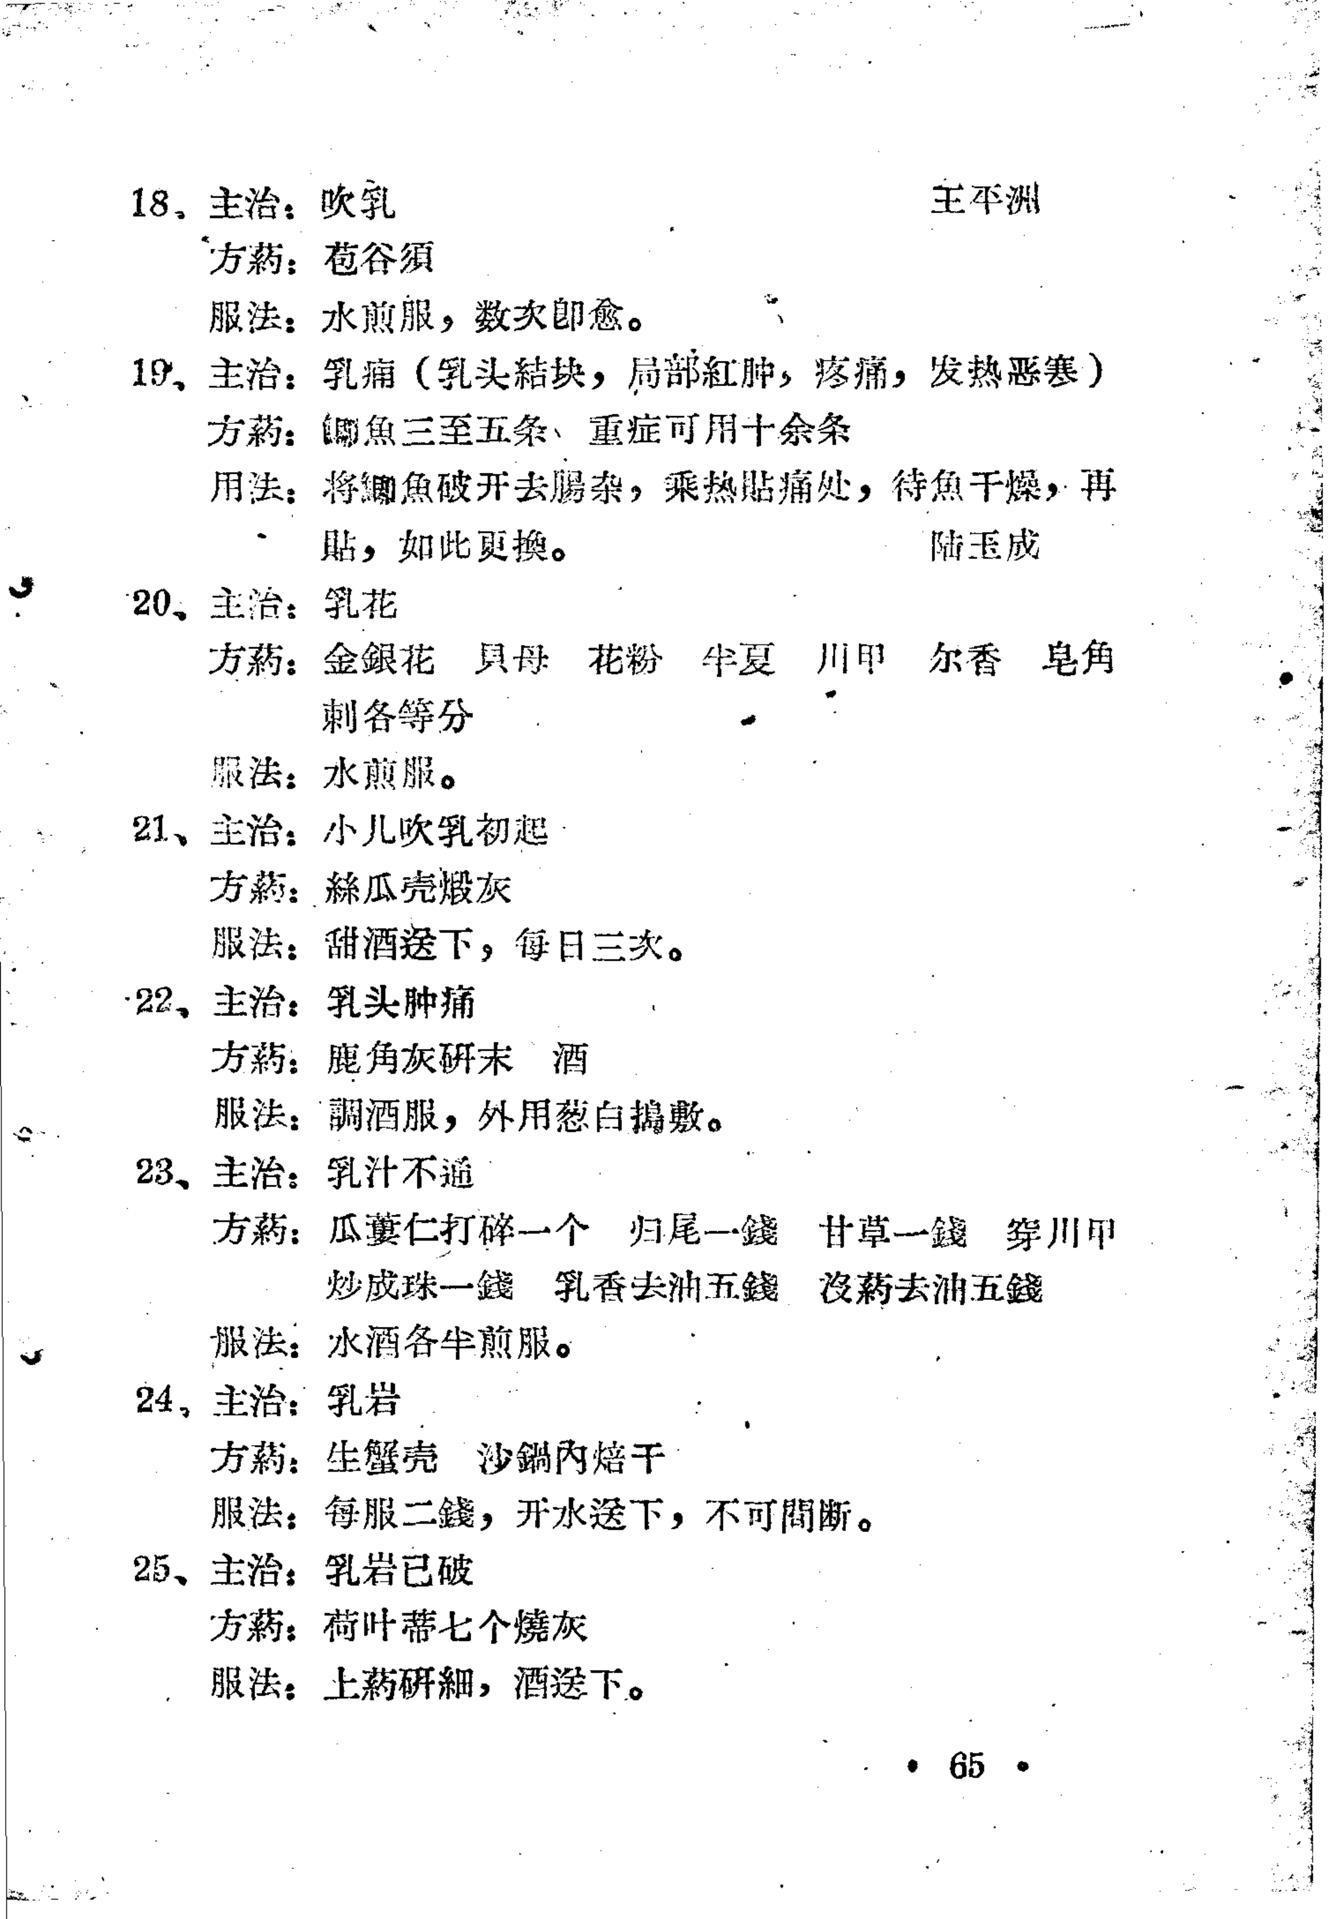 18、主治：吹乳 王平洲
方葯：苞谷須
服法：水煎服，数次卽愈。
19、主治：乳痈（乳头結块，局部紅肿，疼痛，发热恶寒）
方葯：鯽魚三至五条、重症可用十余条
用法：将鯽魚破开去腸杂，乘热貼痛处，待魚干燥，再
貼，如此更換。 陆玉成
20、主治：乳花
方葯：金銀花 貝母 花粉 半夏 川甲 尔香 皂角
刺各等分
服法：水煎服。
21、主治：小儿吹乳初起
方葯：絲瓜壳煅灰
服法：甜酒送下，每日三次。
22、主治：乳头肿痛
方葯：鹿角灰硏末 酒
服法：調酒服，外用葱白搗敷。
23、主治：乳汁不通
方葯：瓜蔞仁打碎一个 归尾一錢 甘草一錢 穿川甲
炒成珠一錢 乳香去油五錢 沒葯去油五錢
服法：水酒各半煎服。
24、主治：乳岩
方葯：生蟹壳 沙鍋內焙干
服法：每服二錢，开水送下，不可間断。
25、主治：乳岩已破
方葯：荷叶蒂七个燒灰
服法：上葯硏細，酒送下。
• 65 •